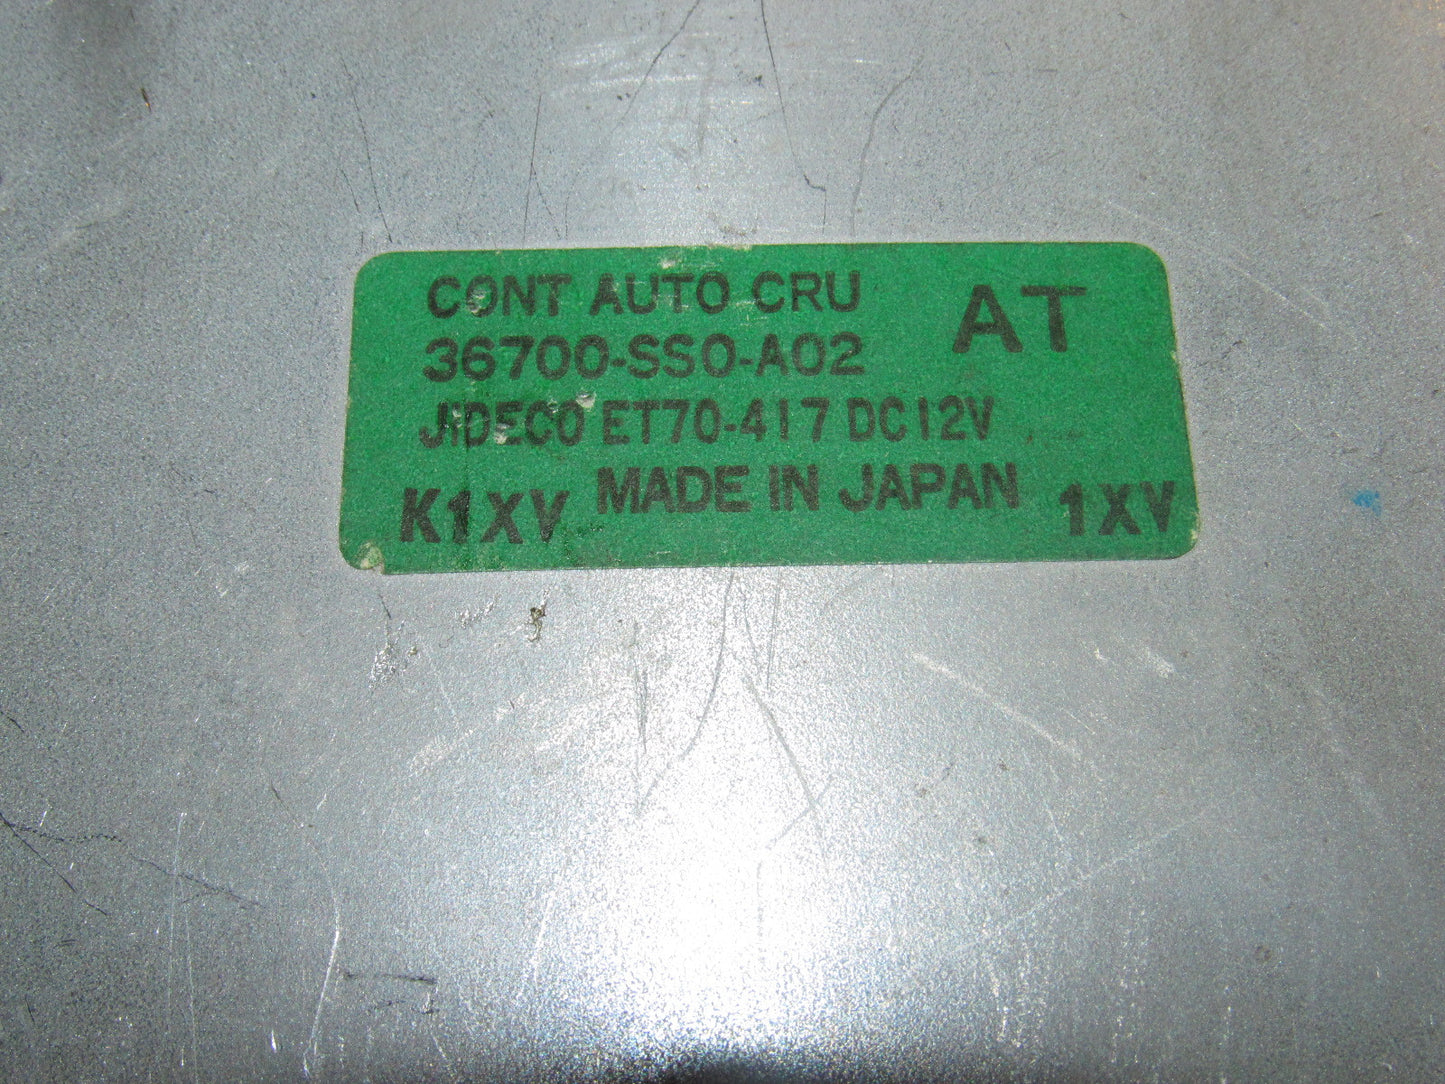 CONT AUTO CRU AT
36700-SS0-A02
JIDECO ET70-417 DC12V
K1XV MADE IN JAPAN 1XV